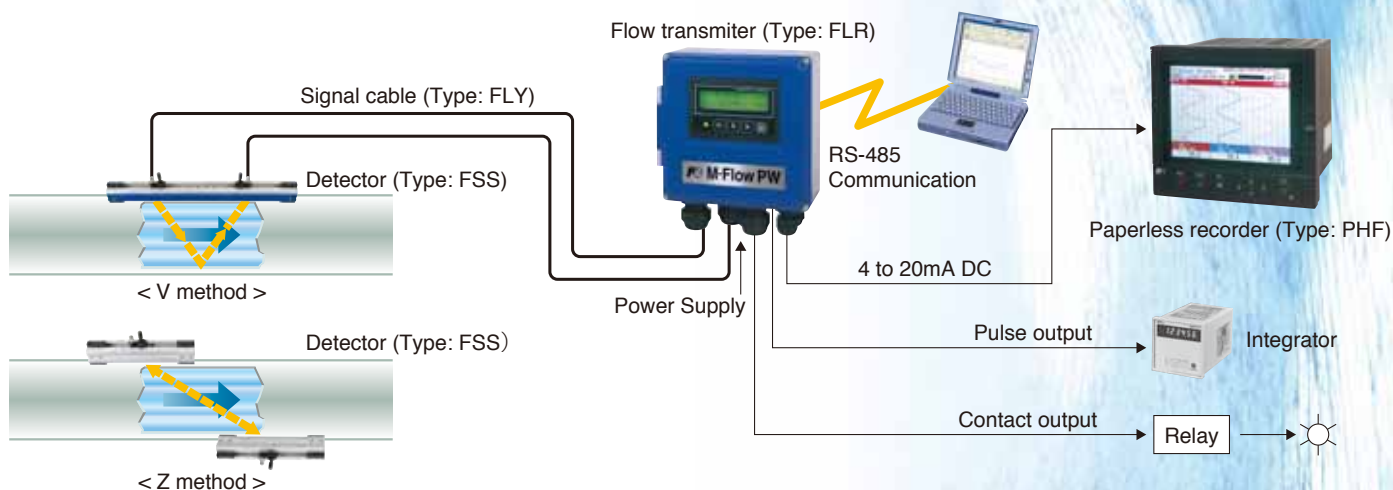 Flow transmiter (Type: FLR)
Signal cable (Type: FLY)
Detector (Type: FSS)
M-Flow PW
RS-485
Communication
Paperless recorder (Type: PHF)
< V method >
4 to 20mA DC
Power Supply
Detector (Type: FSS)
Pulse output
Integrator
Contact output
Relay
< Z method >